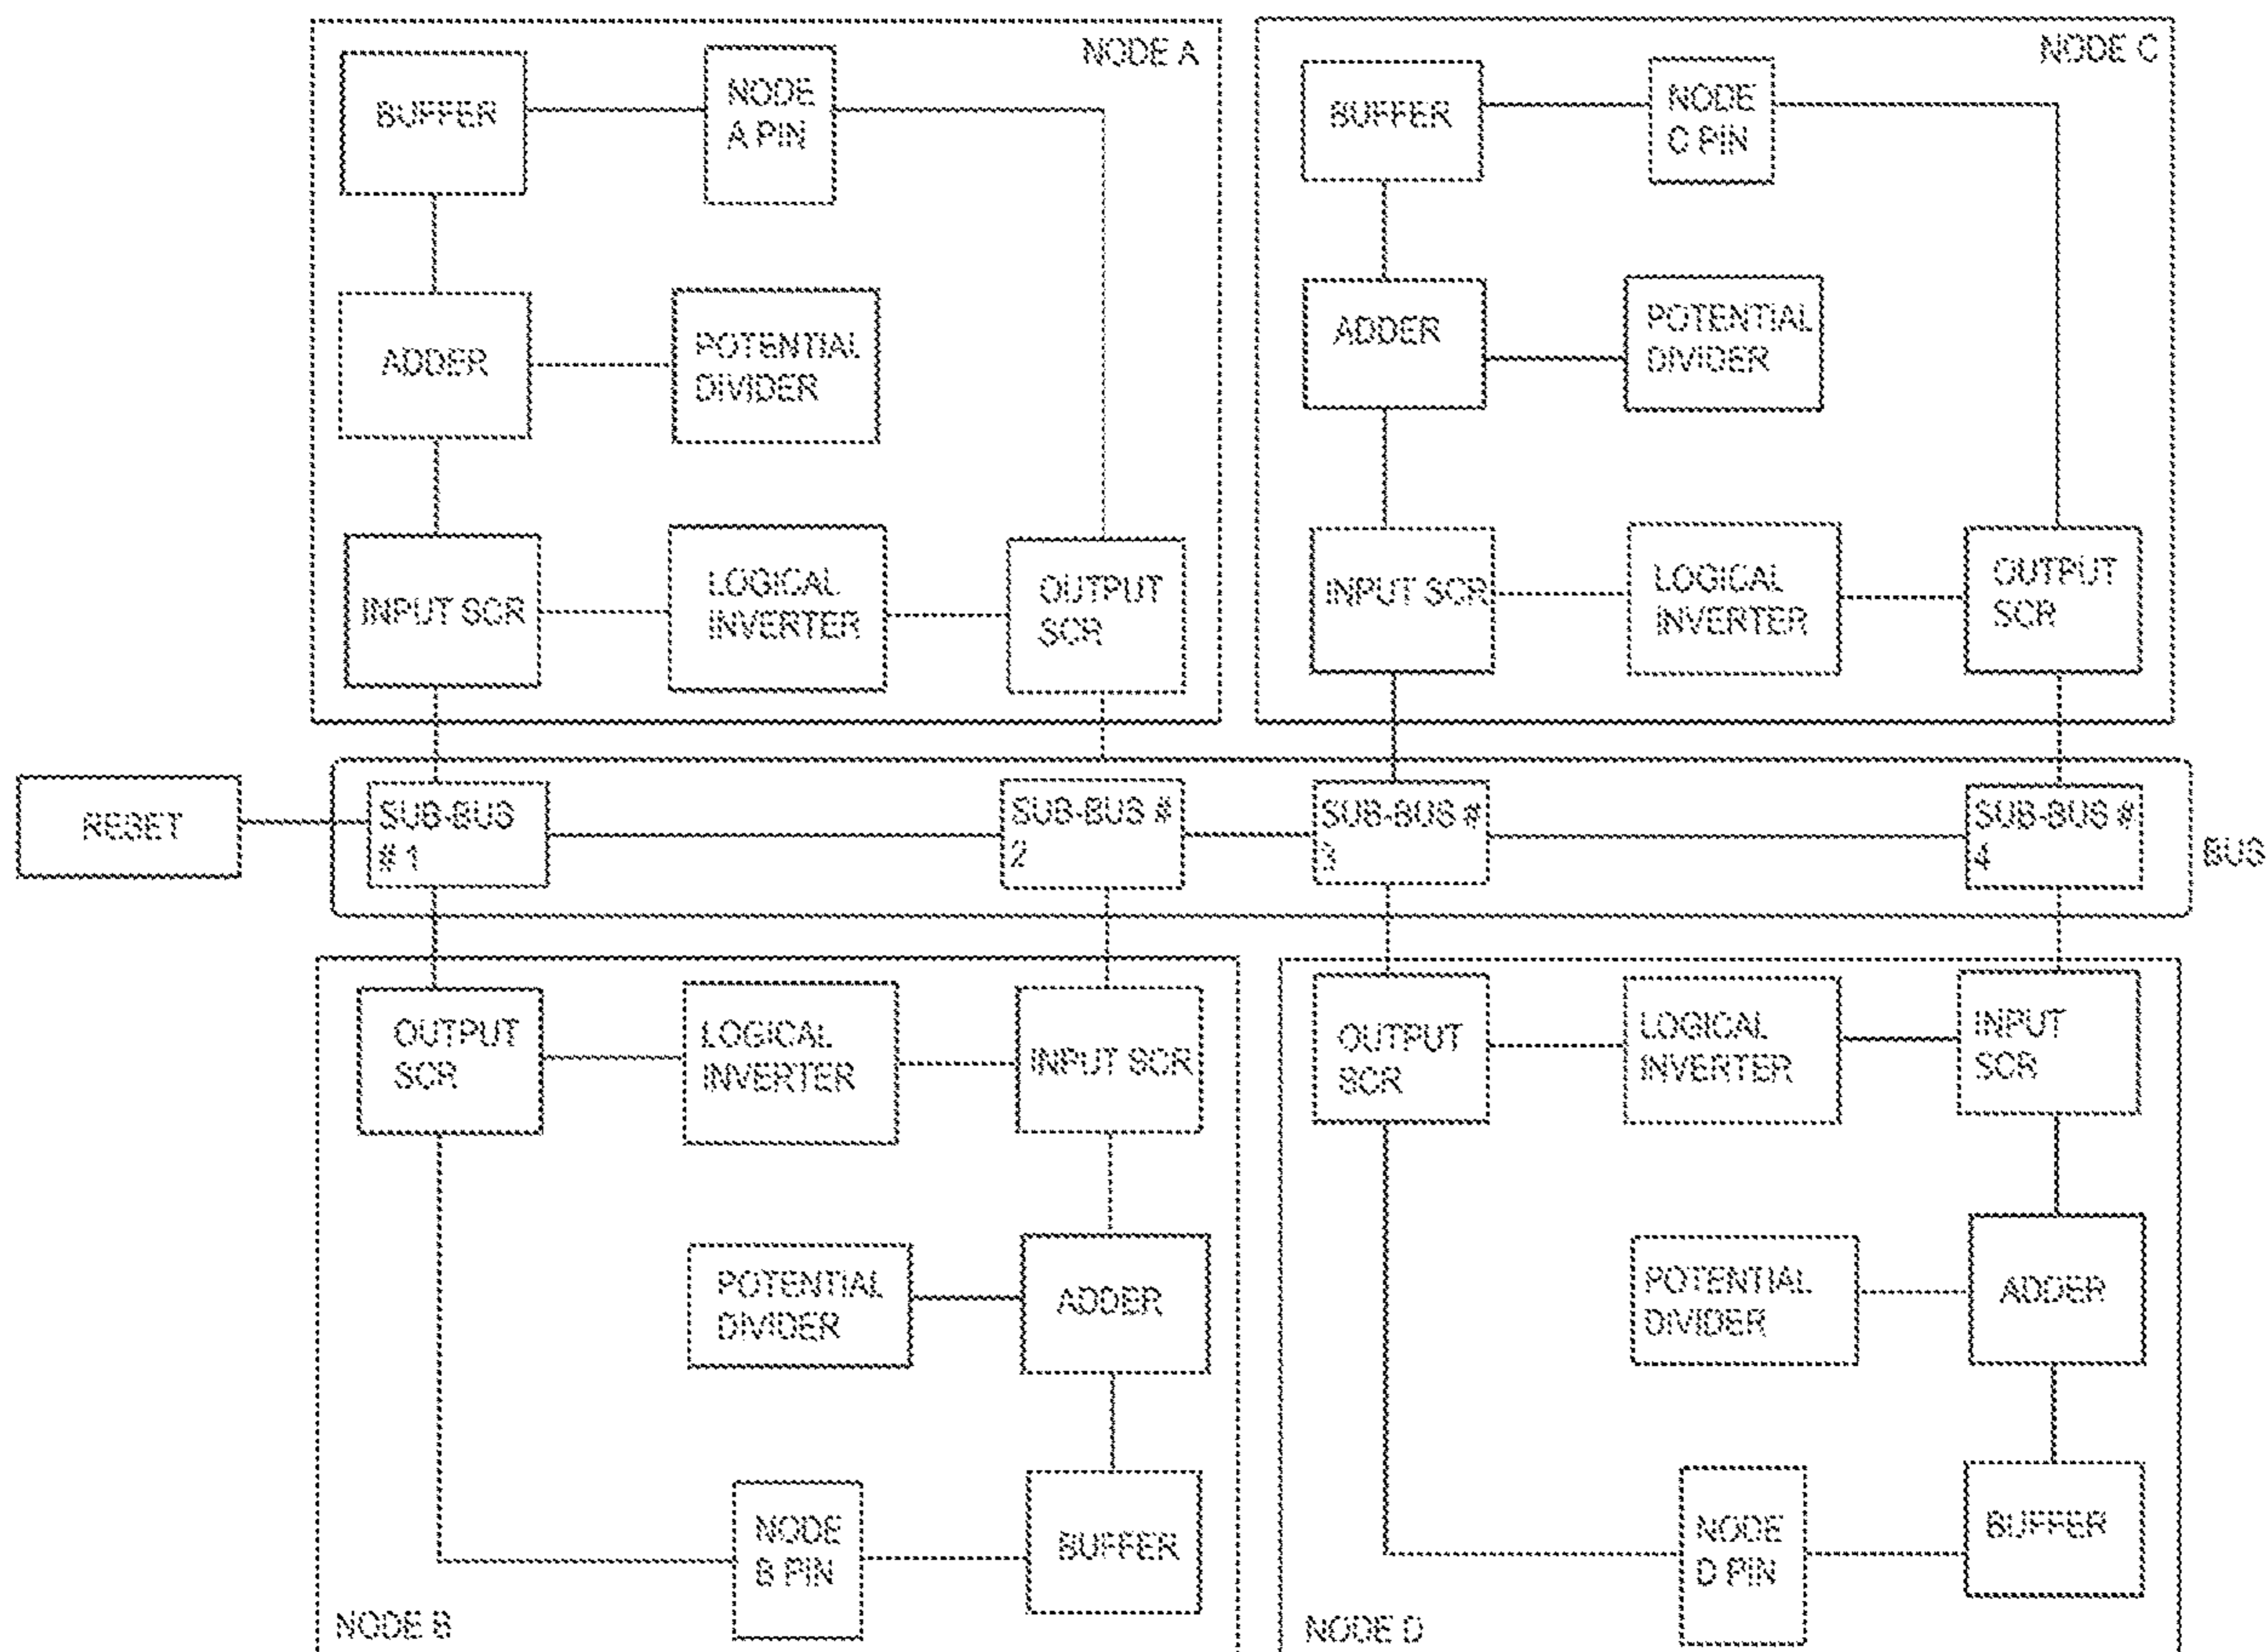 NODE A
BUFFER
NODE
A PIN
ADDER
POTENTIAL
DIVIDER
INPUT SCR
LOGICAL
INVERTER
OUTPUT
SCR
NODE C
BUFFER
NODE
C PIN
ADDER
POTENTIAL
DIVIDER
INPUT SCR
LOGICAL
INVERTER
OUTPUT
SCR
RESET
SUB-BUS
# 1
SUB-BUS #
2
SUB-BUS #
3
SUB-BUS #
4
BUS
OUTPUT
SCR
LOGICAL
INVERTER
INPUT SCR
POTENTIAL
DIVIDER
ADDER
NODE
B PIN
BUFFER
NODE B
OUTPUT
SCR
LOGICAL
INVERTER
INPUT
SCR
POTENTIAL
DIVIDER
ADDER
NODE
D PIN
BUFFER
NODE D